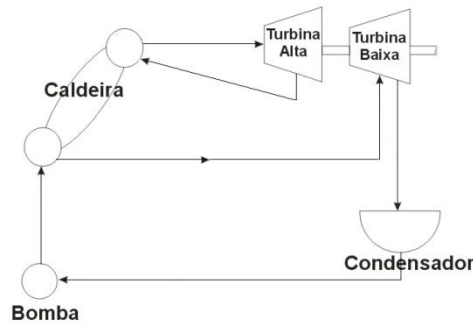 Turbina
Alta
Turbina
Baixa
Caldeira
Condensador
Bomba